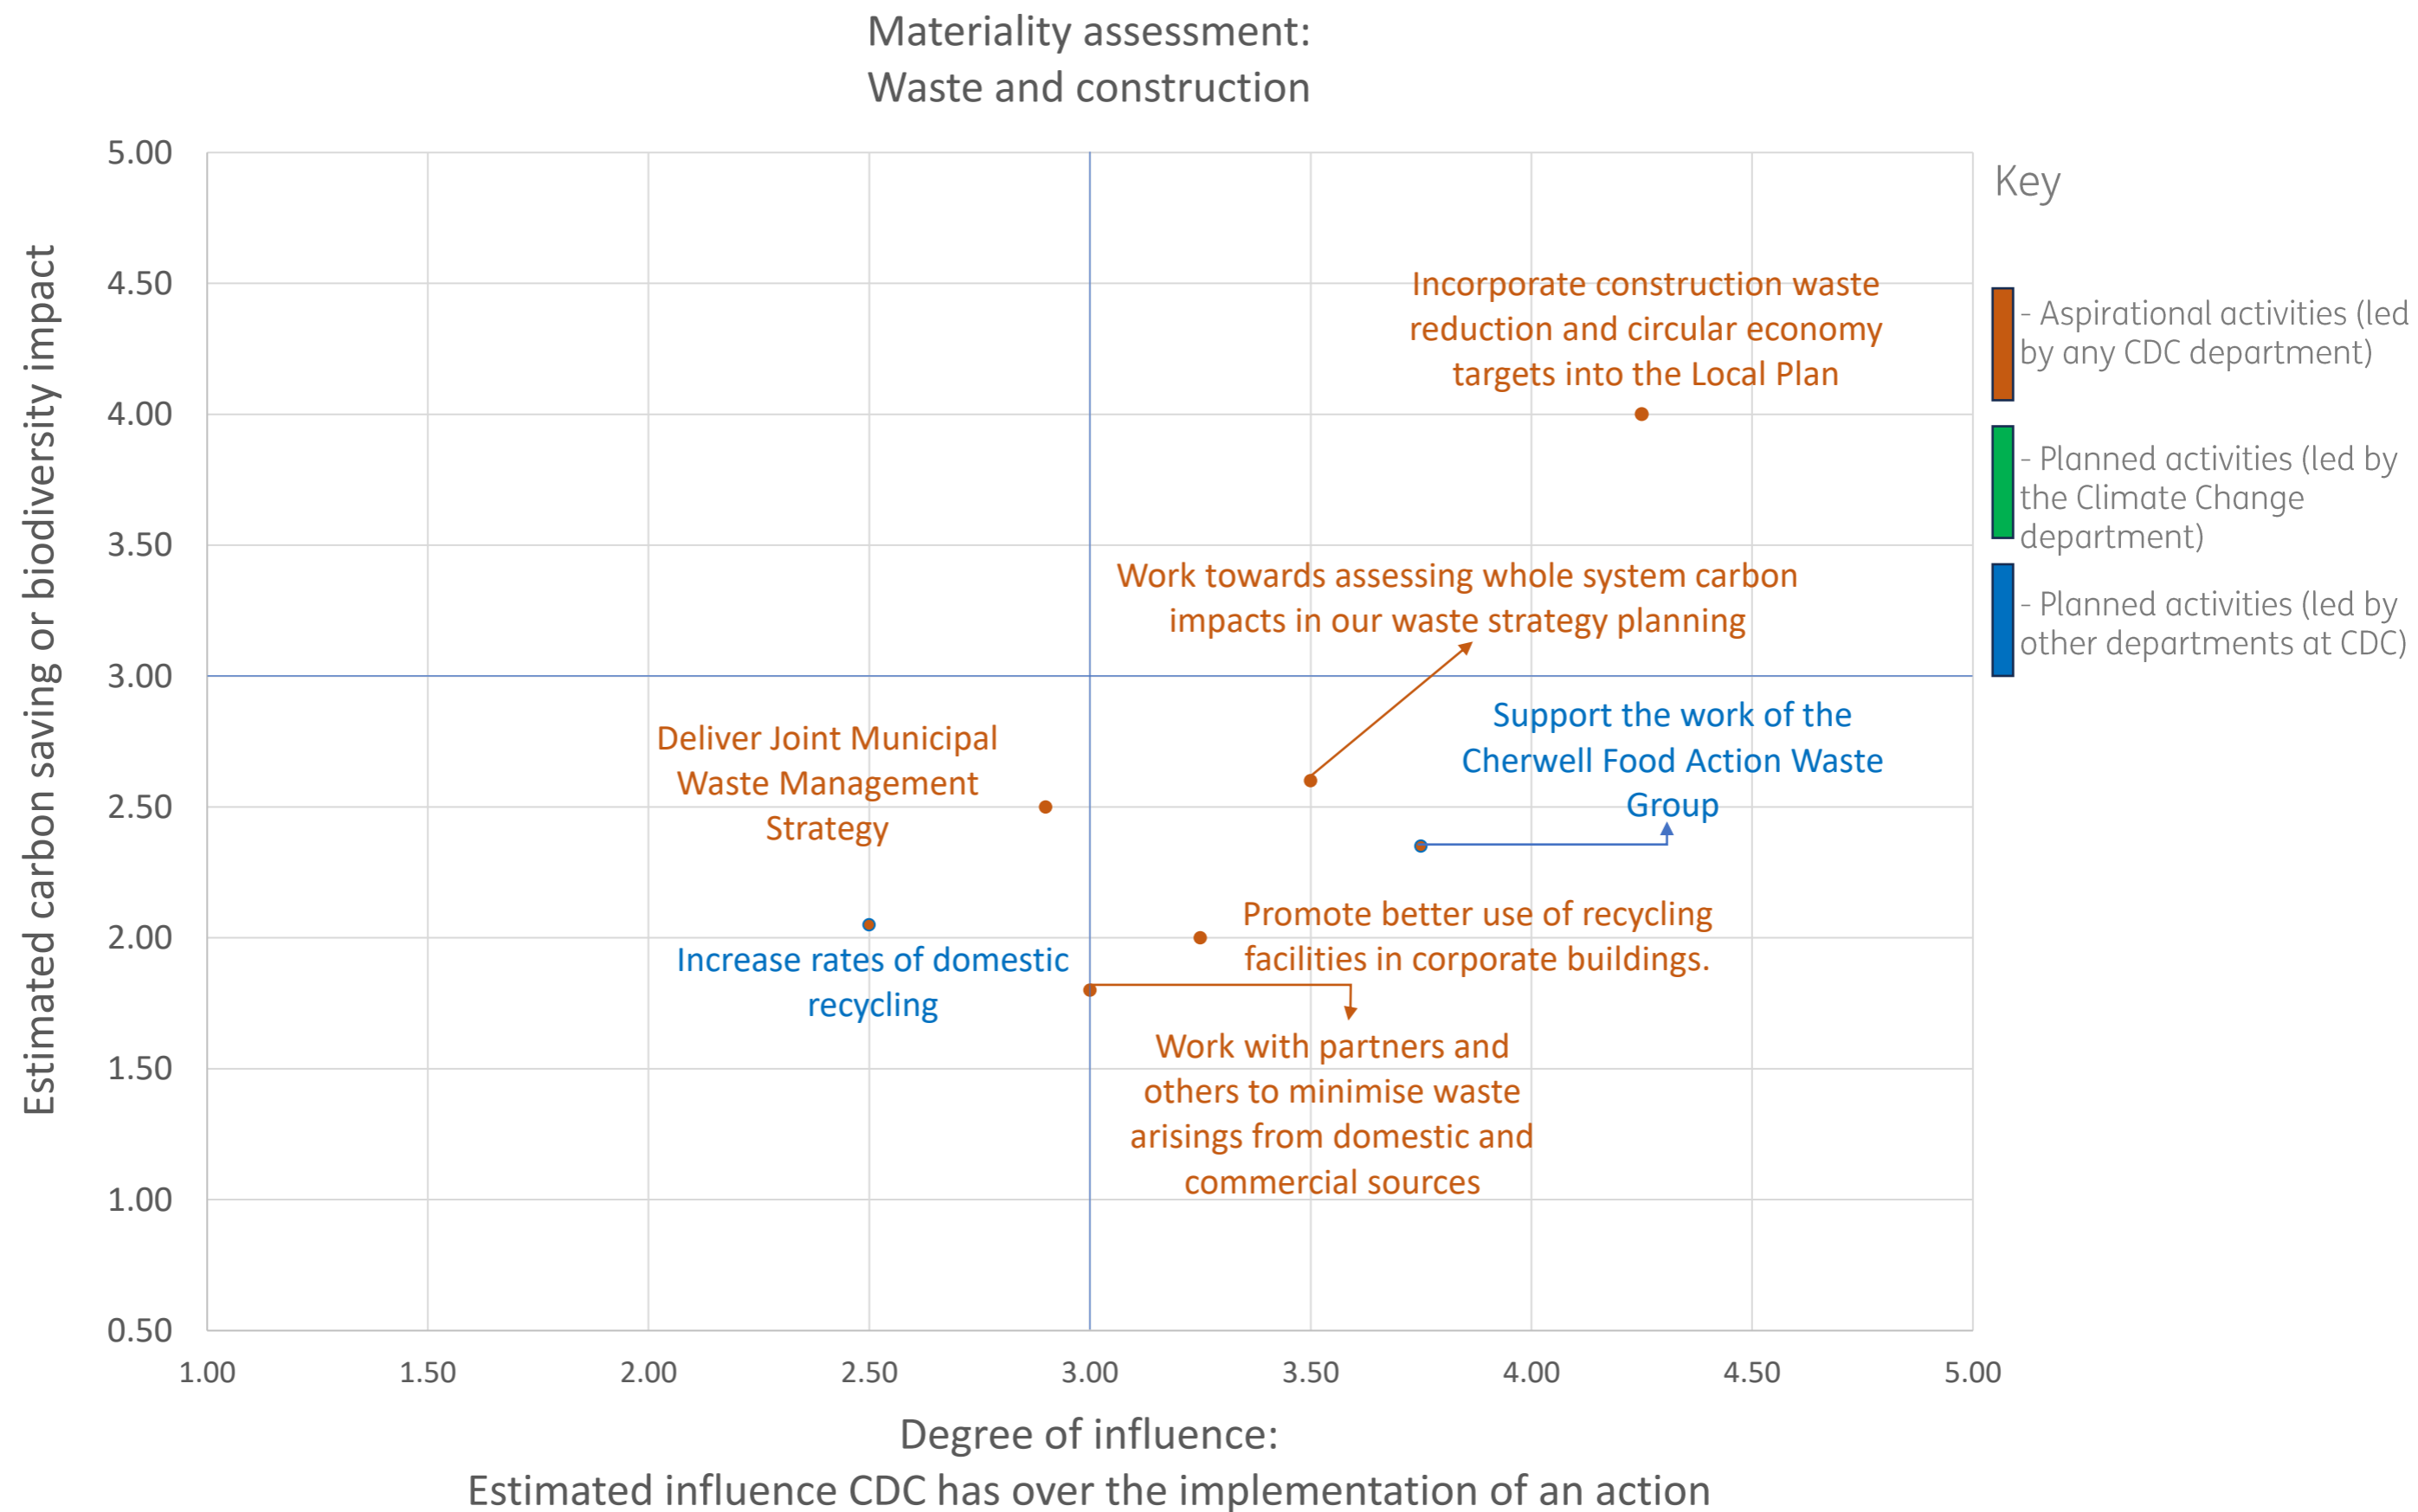 Materiality assessment:
Waste and construction
Estimated carbon saving or biodiversity impact
5.00
4.50
4.00
3.50
3.00
2.50
2.00
1.50
1.00
0.50
Incorporate construction waste
reduction and circular economy
targets into the Local Plan
Work towards assessing whole system carbon
impacts in our waste strategy planning
Deliver Joint Municipal
Waste Management
Strategy
Support the work of the
Cherwell Food Action Waste
Group
Increase rates of domestic
recycling
Promote better use of recycling
facilities in corporate buildings.
Work with partners and
others to minimise waste
arisings from domestic and
commercial sources
1.00
1.50
2.00
2.50
3.00
3.50
4.00
4.50
5.00
Degree of influence:
Estimated influence CDC has over the implementation of an action
Key
- Aspirational activities (led
by any CDC department)
- Planned activities (led by
the Climate Change
department)
- Planned activities (led by
other departments at CDC)